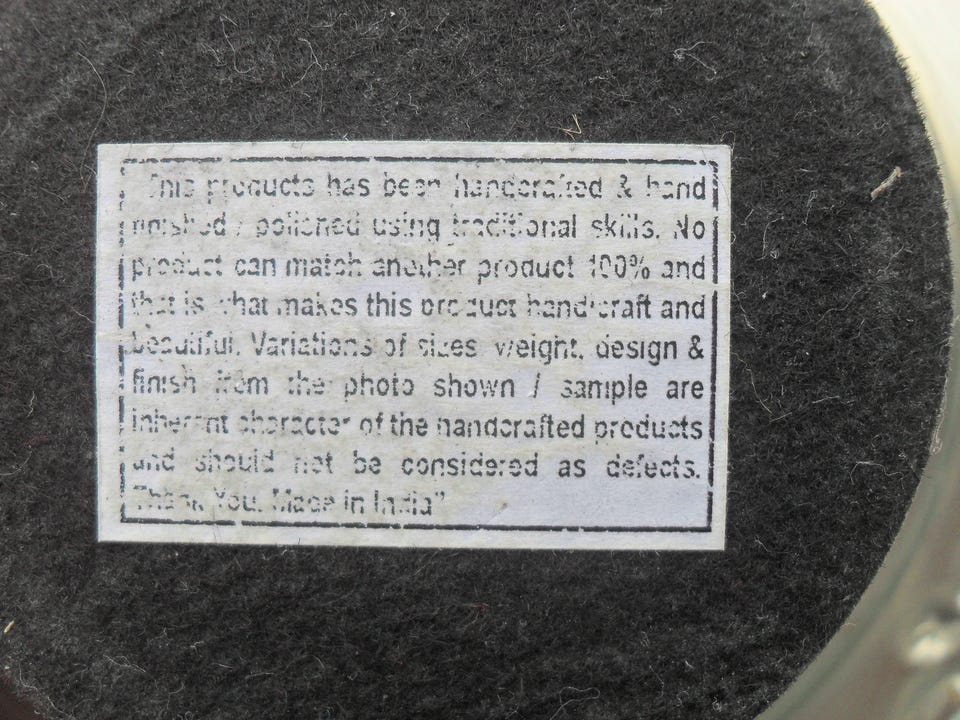 This products has been handcrafted & hand
finished / polished using traditional skills. No
product can match another product 100% and
that is what makes this product handicraft and
beautiful. Variations of sizes weight, design &
finish from the photo shown / sample are
inherent character of the handcrafted products
and should not be considered as defects.
Thank You. Made in India"